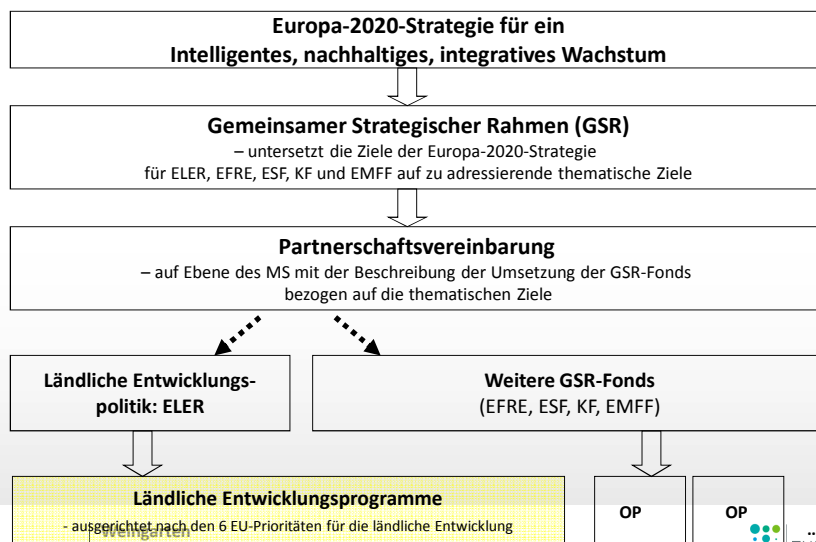 Europa-2020-Strategie für ein
Intelligentes, nachhaltiges, integratives Wachstum
Gemeinsamer Strategischer Rahmen (GSR)
– untersetzt die Ziele der Europa-2020-Strategie
für ELER, EFRE, ESF, KF und EMFF auf zu adressierende thematische Ziele
Partnerschaftsvereinbarung
– auf Ebene des MS mit der Beschreibung der Umsetzung der GSR-Fonds
bezogen auf die thematischen Ziele
Ländliche Entwicklungs-
politik: ELER
Weitere GSR-Fonds
(EFRE, ESF, KF, EMFF)
Ländliche Entwicklungsprogramme
- ausgerichtet nach den 6 EU-Prioritäten für die ländliche Entwicklung
Weingarten
OP
OP